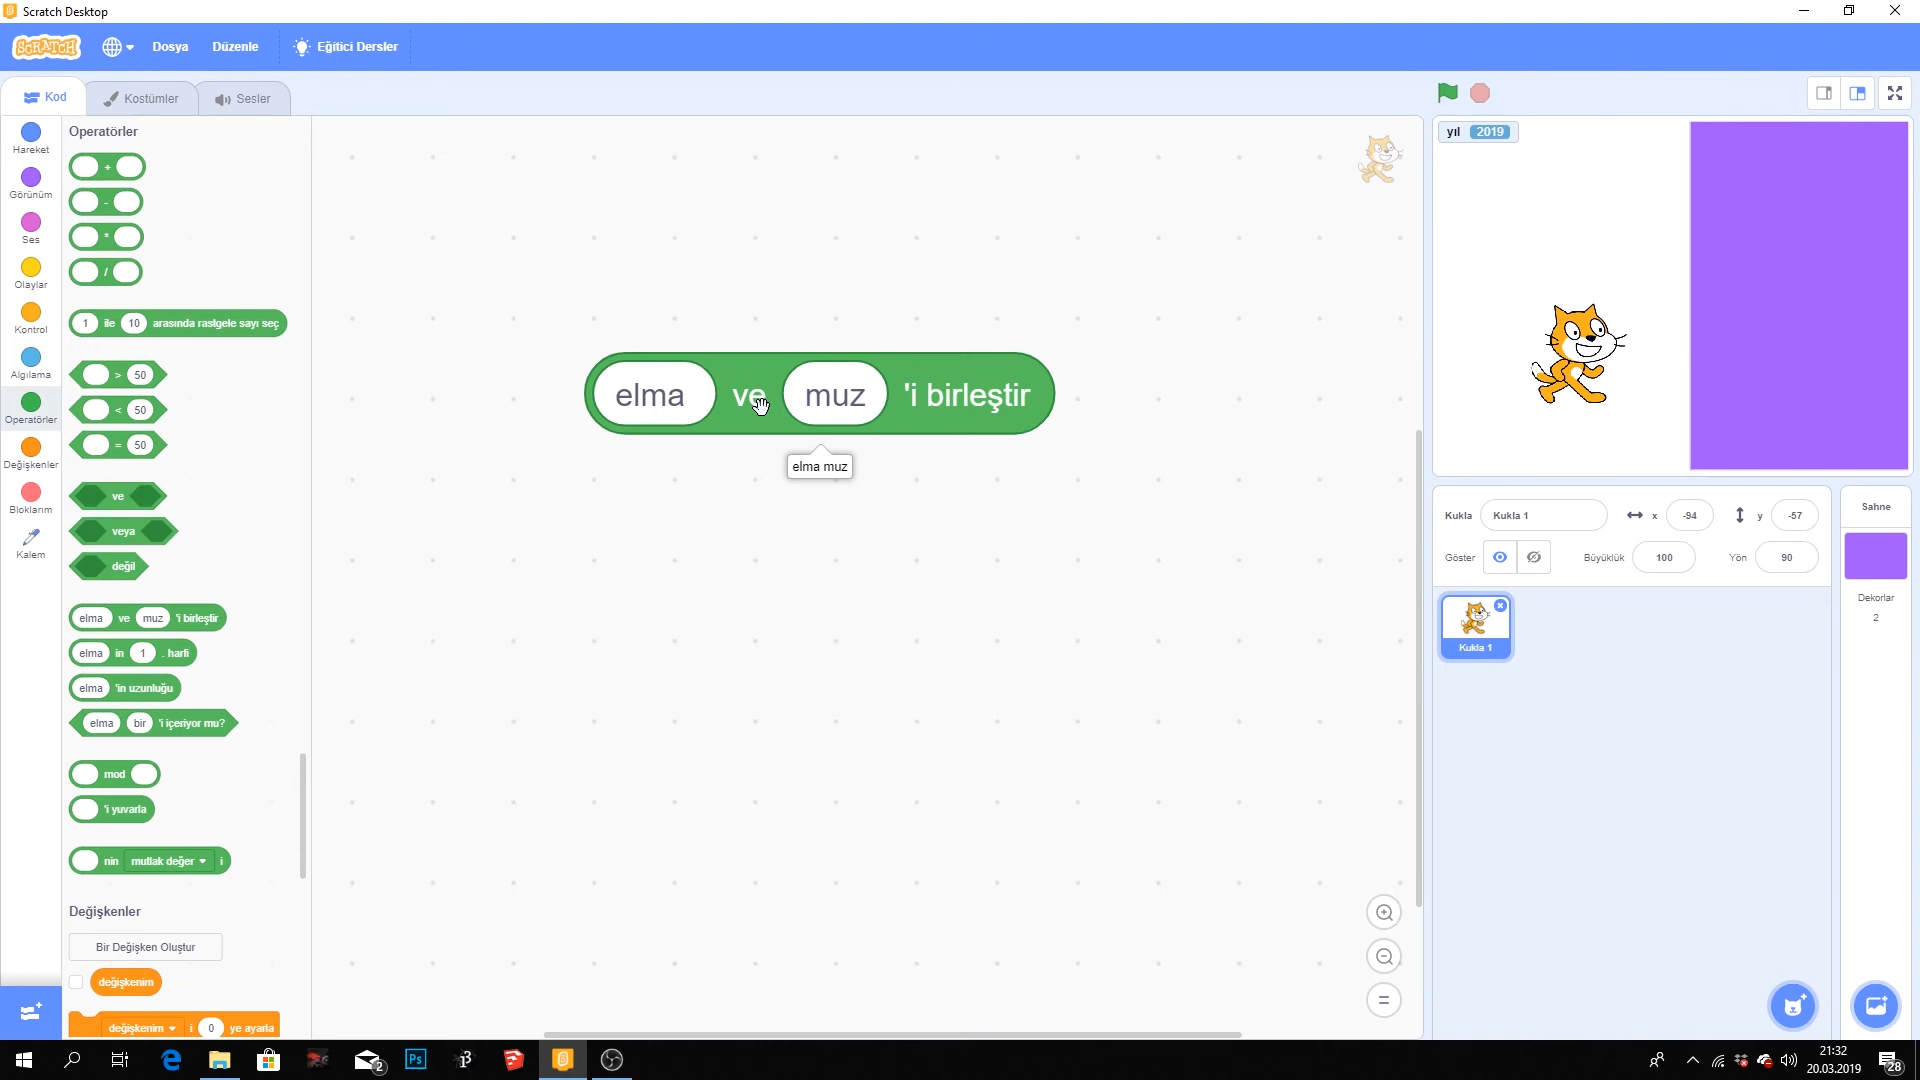 Scratch Desktop
SCRATCH
Dosya
Düzenle
Eğitici Dersler
Kod
Kostümler
Sesler
Hareket
Görünüm
Ses
Olaylar
Kontrol
Algılama
Operatörler
Değişkenler
Bloklarım
Kalem
Operatörler
+
-
*
/
1 ile 10 arasında rastgele sayı seç
> 50
< 50
= 50
ve
veya
değil
elma ve muz 'i birleştir
elma in 1 . harfi
elma 'in uzunluğu
elma bir 'i içeriyor mu?
mod
'i yuvarla
nin mutlak değer i
Değişkenler
Bir Değişken Oluştur
değişkenim
değişkenim i 0 ye ayarla
elma ve muz 'i birleştir
elma muz
yıl 2019
Kukla Kukla 1 x -94 y -57
Göster Büyüklük 100 Yön 90
Kukla 1
Sahne
Dekorlar
2
Ps
2
21:32
20.03.2019
28